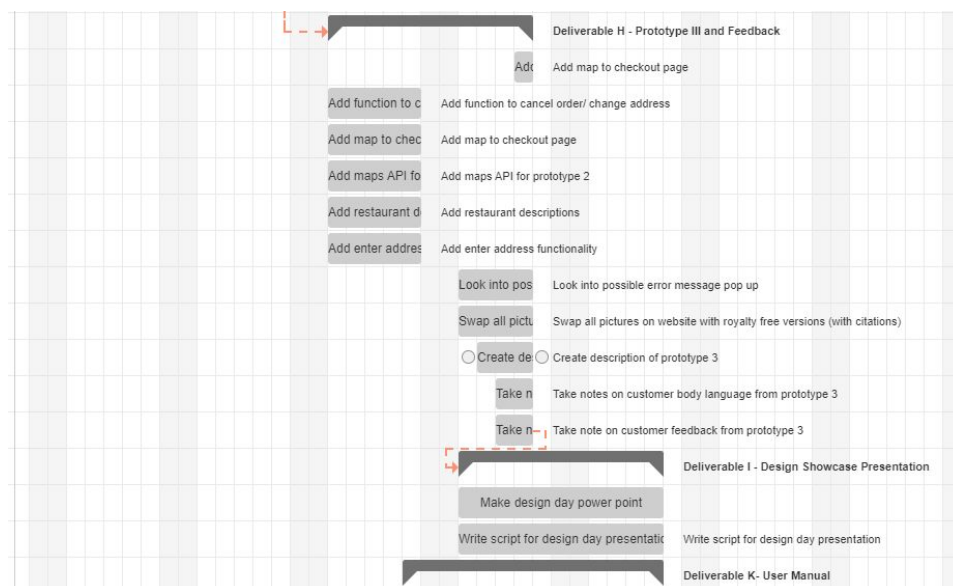 Deliverable H - Prototype III and Feedback
Add Add map to checkout page
Add function to c Add function to cancel order/ change address
Add map to chec Add map to checkout page
Add maps API fo Add maps API for prototype 2
Add restaurant d Add restaurant descriptions
Add enter addres Add enter address functionality
Look into pos Look into possible error message pop up
Swap all pictu Swap all pictures on website with royalty free versions (with citations)
Create de Create description of prototype 3
Take n Take notes on customer body language from prototype 3
Take n Take note on customer feedback from prototype 3
Deliverable I - Design Showcase Presentation
Make design day power point
Write script for design day presentatic Write script for design day presentation
Deliverable K- User Manual